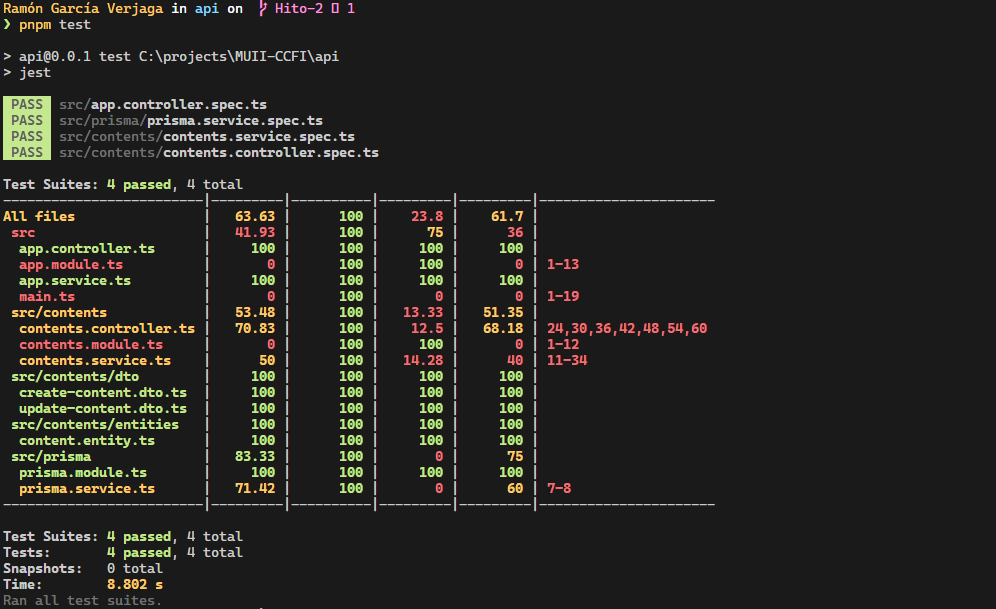 Ramón García Verjaga in api on Hito-2 1
❯ pnpm test
> api@0.0.1 test C:\projects\MUII-CCFI\api
> jest
PASS src/app.controller.spec.ts
PASS src/prisma/prisma.service.spec.ts
PASS src/contents/contents.service.spec.ts
PASS src/contents/contents.controller.spec.ts
Test Suites: 4 passed, 4 total
-------------------------|---------|----------|---------|---------|----------------------
All files | 63.63 | 100 | 23.8 | 61.7 |
src | 41.93 | 100 | 75 | 36 |
app.controller.ts | 100 | 100 | 100 | 100 |
app.module.ts | 0 | 100 | 100 | 0 | 1-13
app.service.ts | 100 | 100 | 100 | 100 |
main.ts | 0 | 100 | 0 | 0 | 1-19
src/contents | 53.48 | 100 | 13.33 | 51.35 |
contents.controller.ts | 70.83 | 100 | 12.5 | 68.18 | 24,30,36,42,48,54,60
contents.module.ts | 0 | 100 | 100 | 0 | 1-12
contents.service.ts | 50 | 100 | 14.28 | 40 | 11-34
src/contents/dto | 100 | 100 | 100 | 100 |
create-content.dto.ts | 100 | 100 | 100 | 100 |
update-content.dto.ts | 100 | 100 | 100 | 100 |
src/contents/entities | 100 | 100 | 100 | 100 |
content.entity.ts | 100 | 100 | 100 | 100 |
src/prisma | 83.33 | 100 | 0 | 75 |
prisma.module.ts | 100 | 100 | 100 | 100 |
prisma.service.ts | 71.42 | 100 | 0 | 60 | 7-8
-------------------------|---------|----------|---------|---------|----------------------
Test Suites: 4 passed, 4 total
Tests: 4 passed, 4 total
Snapshots: 0 total
Time: 8.802 s
Ran all test suites.